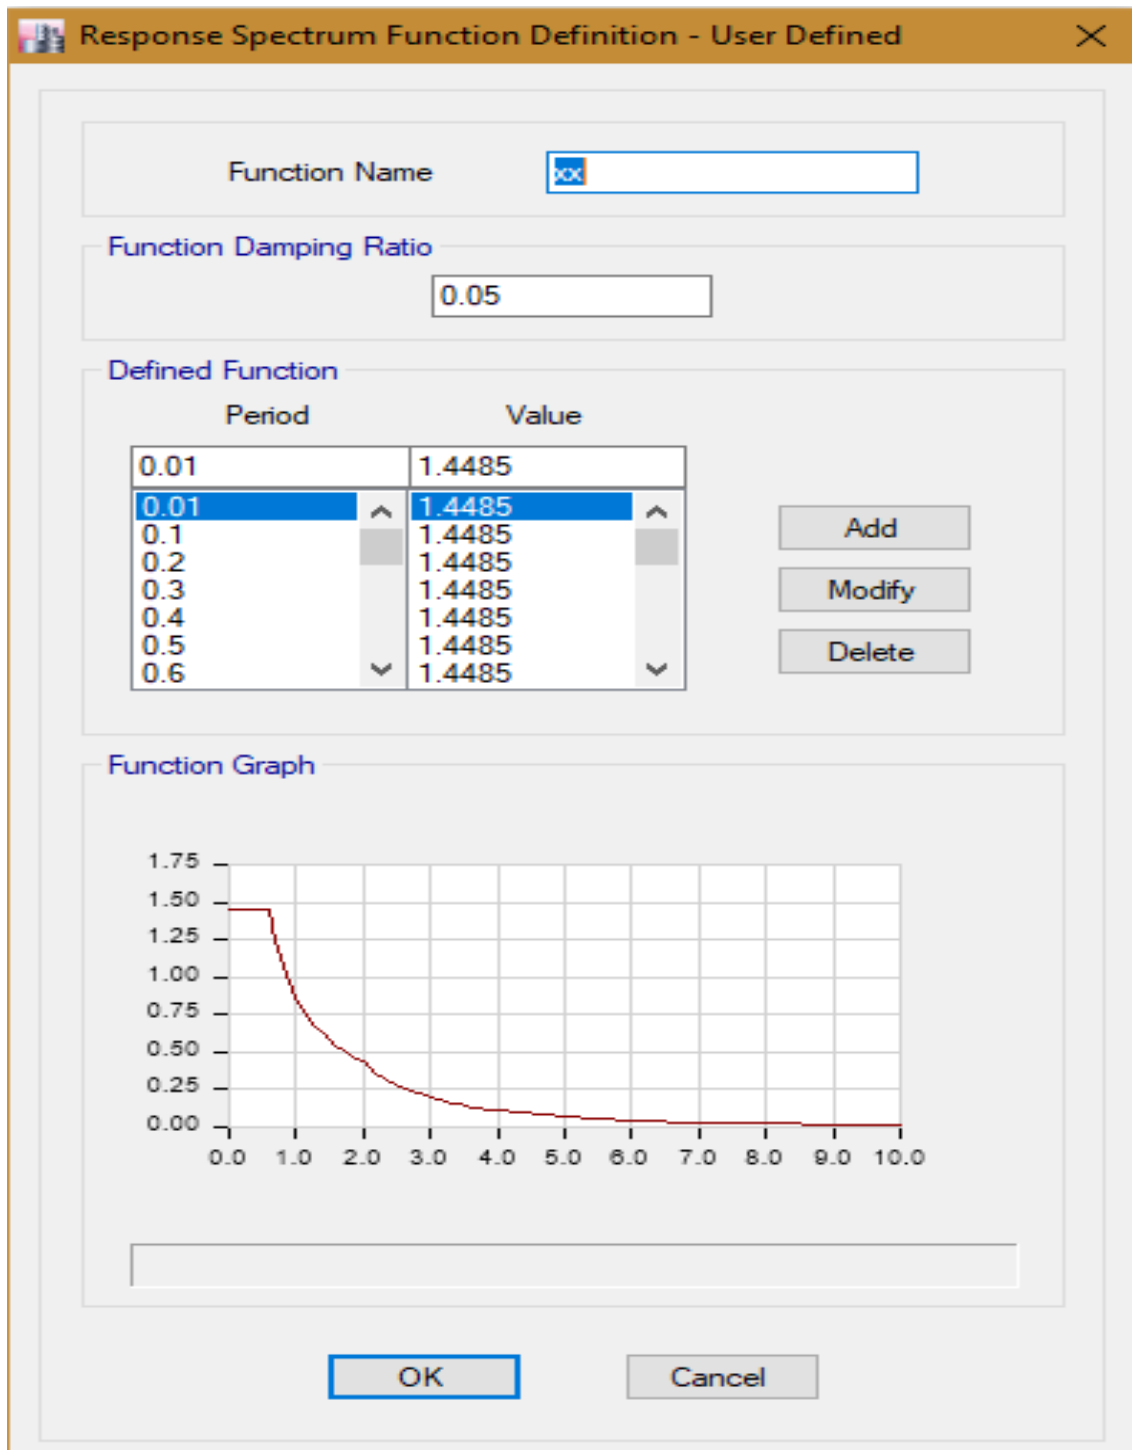 Response Spectrum Function Definition - User Defined
Function Name
xx
Function Damping Ratio
0.05
Defined Function
Period Value
0.01 1.4485
0.01 1.4485
0.1 1.4485
0.2 1.4485
0.3 1.4485
0.4 1.4485
0.5 1.4485
0.6 1.4485
Add
Modify
Delete
Function Graph
1.75
1.50
1.25
1.00
0.75
0.50
0.25
0.00
0.0 1.0 2.0 3.0 4.0 5.0 6.0 7.0 8.0 9.0 10.0
OK Cancel